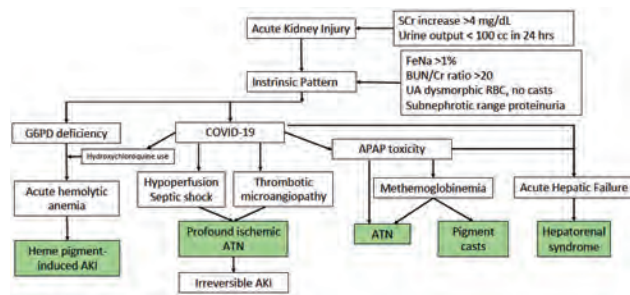 Acute Kidney Injury
SCr increase >4 mg/dL
Urine output < 100 cc in 24 hrs
Instrinsic Pattern
FeNa >1%
BUN/Cr ratio >20
UA dysmorphic RBC, no casts
Subnephrotic range proteinuria
G6PD deficiency
COVID-19
APAP toxicity
Hydroxychloroquine use
Acute hemolytic
anemia
Hypoperfusion
Septic shock
Thrombotic
microangiopathy
Methemoglobinemia
Acute Hepatic Failure
Heme pigment-
induced AKI
Profound ischemic
ATN
ATN
Pigment
casts
Hepatorenal
syndrome
Irreversible AKI